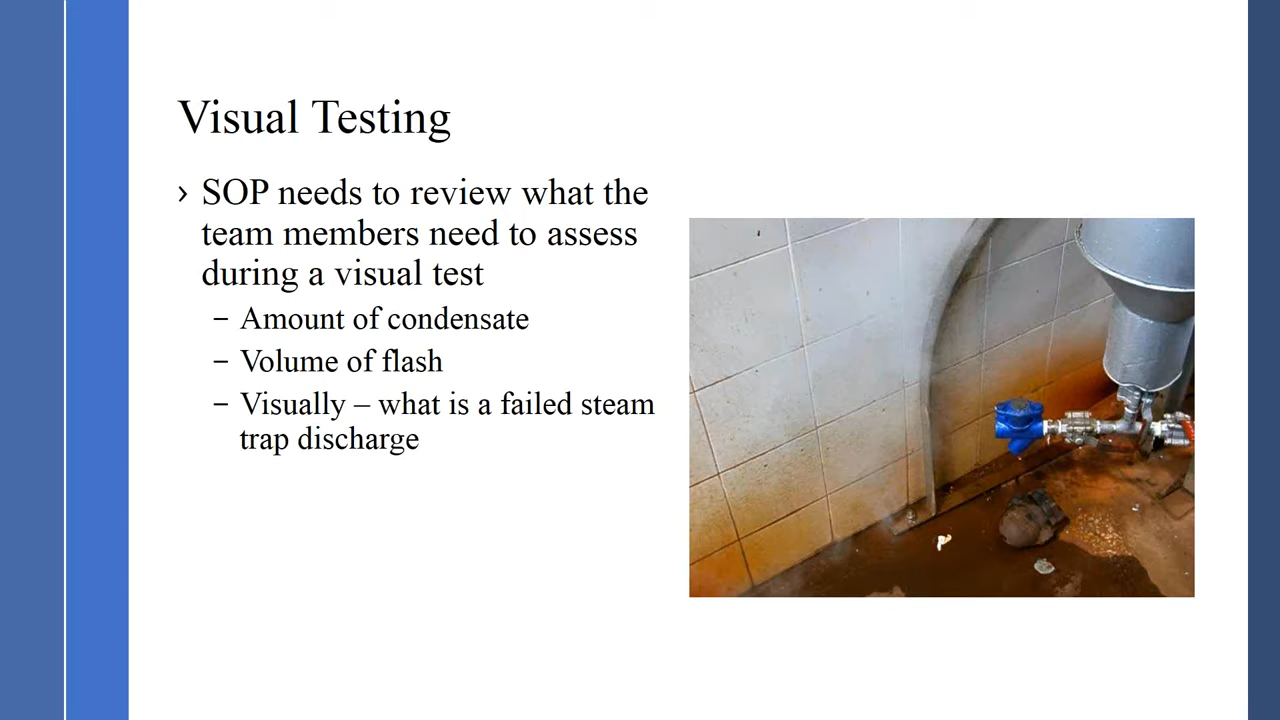 Visual Testing
› SOP needs to review what the
team members need to assess
during a visual test
– Amount of condensate
– Volume of flash
– Visually – what is a failed steam
trap discharge